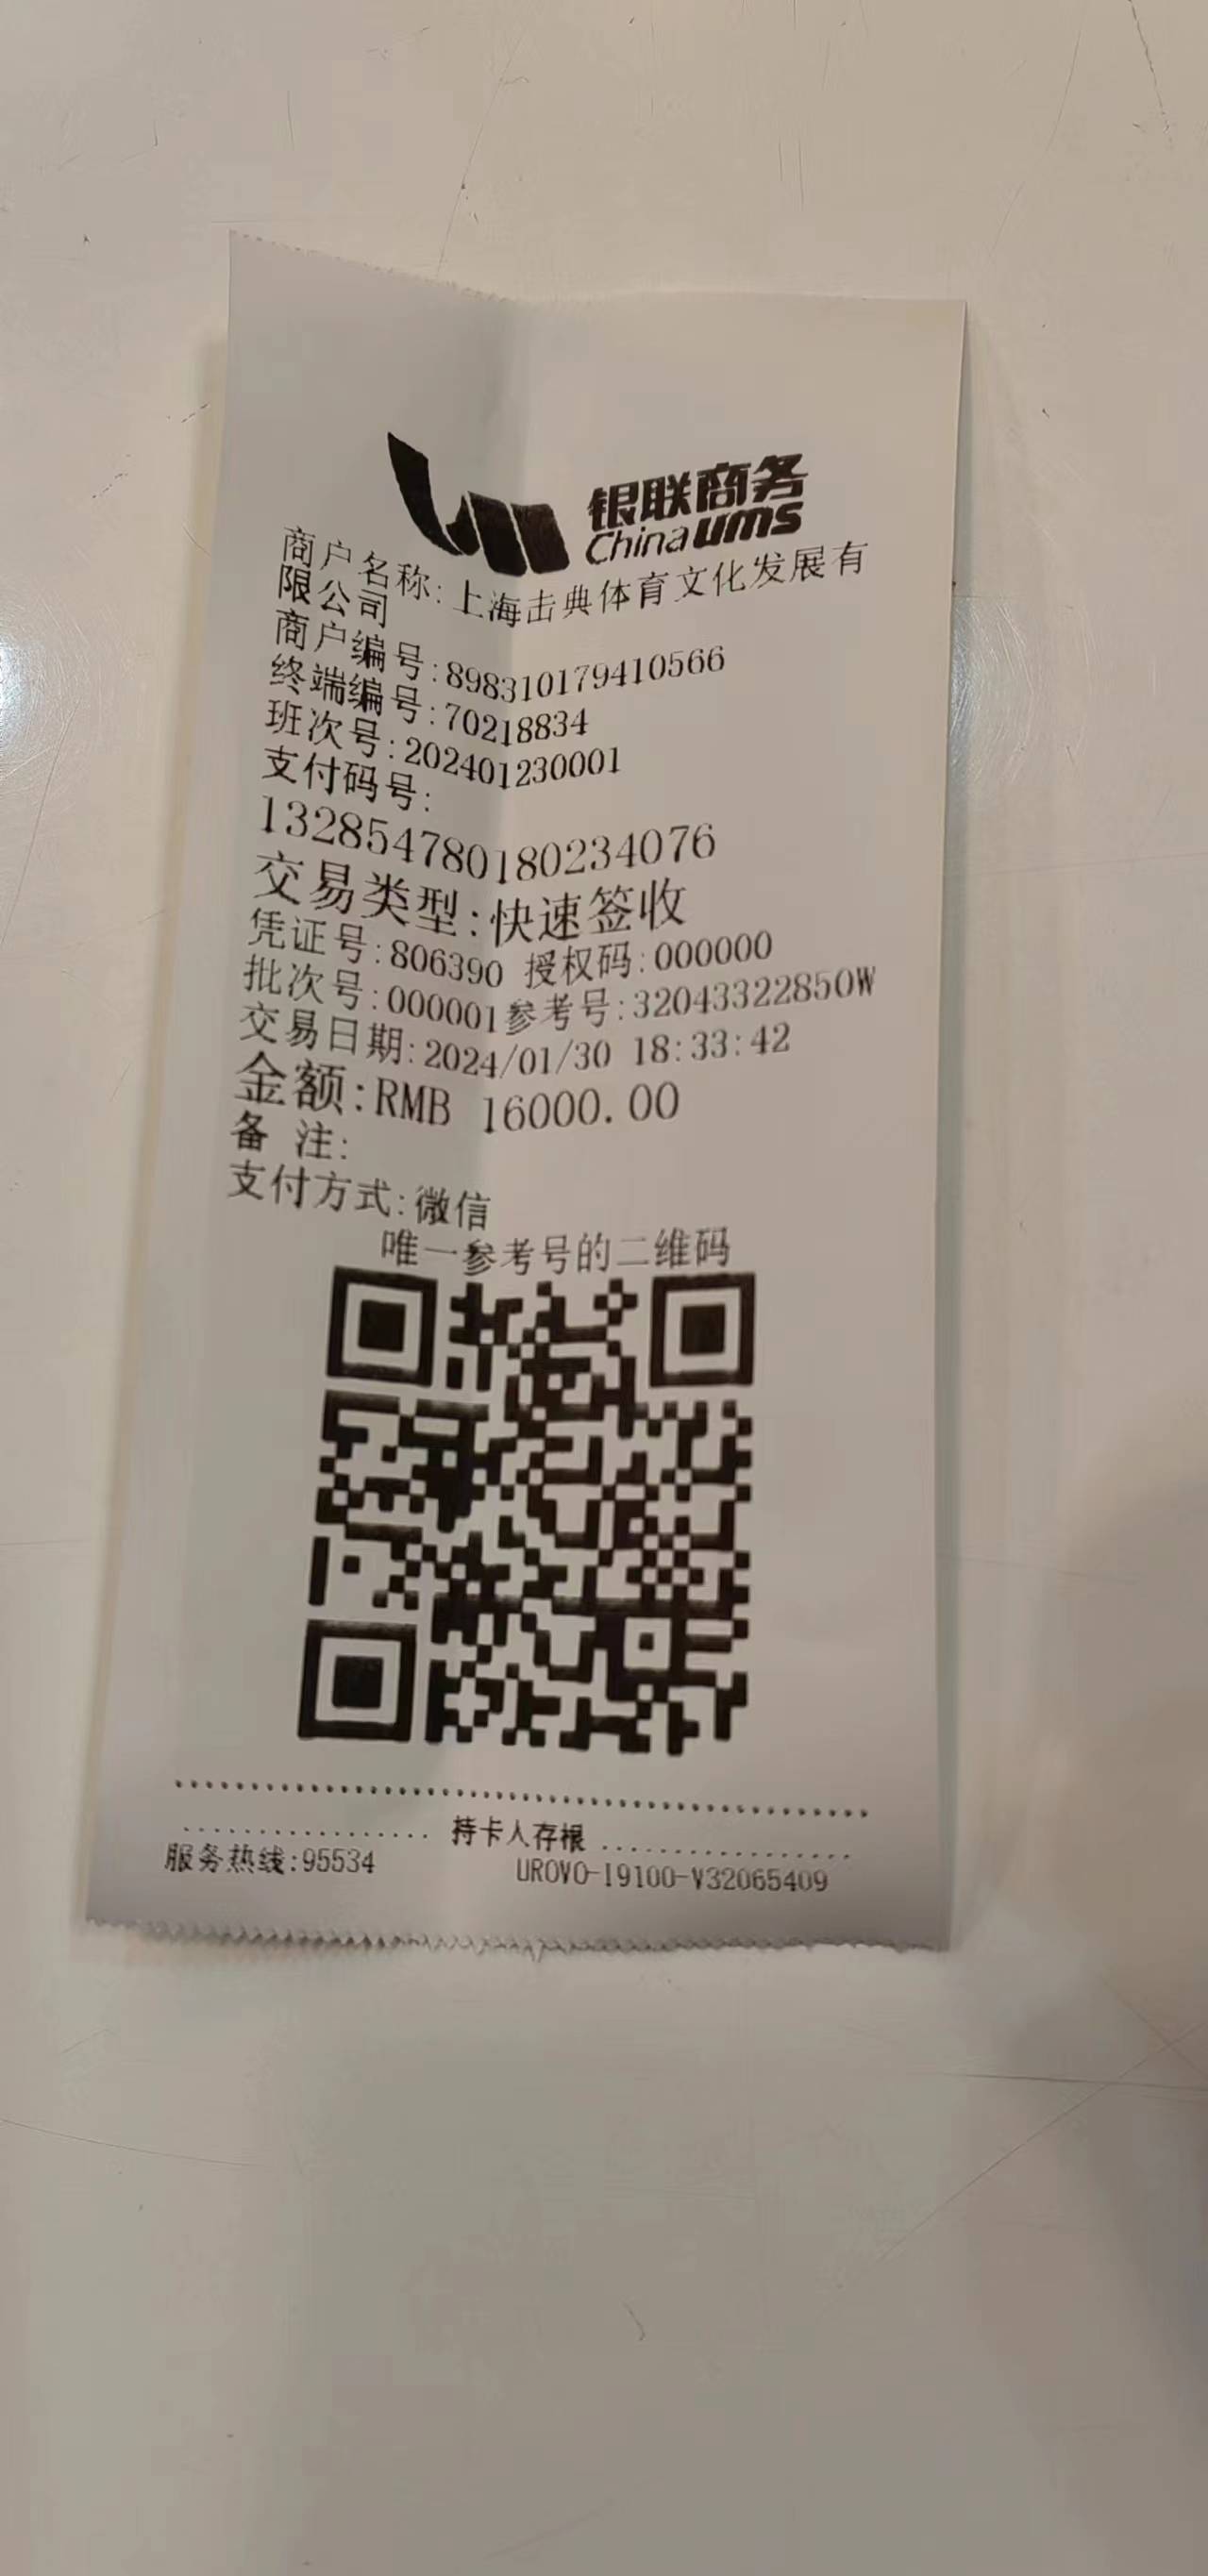 银联商务
Chinaums
商户名称:上海击典体育文化发展有
限公司
商户编号:898310179410566
终端编号:70218834
班次号:202401230001
支付码号:
132854780180234076
交易类型:快速签收
凭证号:806390 授权码:000000
批次号:000001参考号:32043322850W
交易日期:2024/01/30 18:33:42
金额:RMB 16000.00
备 注:
支付方式:微信
唯一参考号的二维码
持卡人存根
服务热线:95534 UROVO-I9100-V32065409